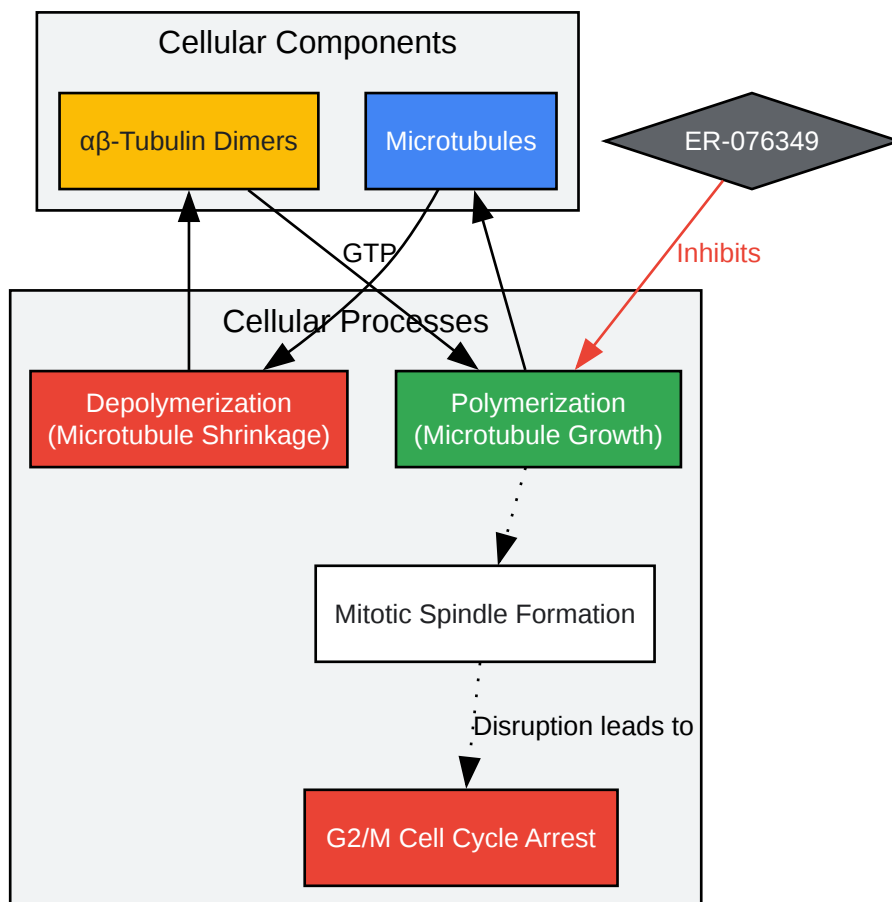 Cellular Components
αβ-Tubulin Dimers
Microtubules
ER-076349
GTP
Inhibits
Cellular Processes
Depolymerization
(Microtubule Shrinkage)
Polymerization
(Microtubule Growth)
Mitotic Spindle Formation
Disruption leads to
G2/M Cell Cycle Arrest